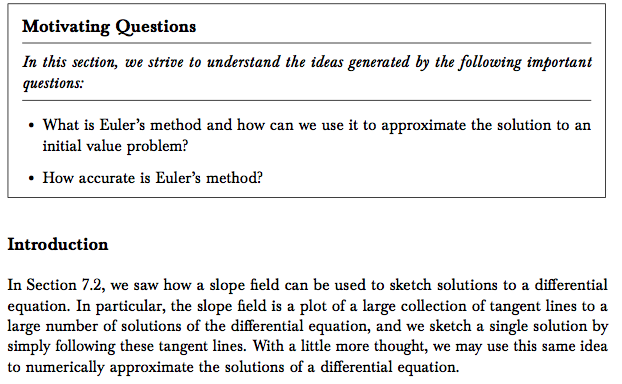 Motivating Questions
In this section, we strive to understand the ideas generated by the following important
questions:
• What is Euler's method and how can we use it to approximate the solution to an
initial value problem?
• How accurate is Euler's method?
Introduction
In Section 7.2, we saw how a slope field can be used to sketch solutions to a differential
equation. In particular, the slope field is a plot of a large collection of tangent lines to a
large number of solutions of the differential equation, and we sketch a single solution by
simply following these tangent lines. With a little more thought, we may use this same idea
to numerically approximate the solutions of a differential equation.